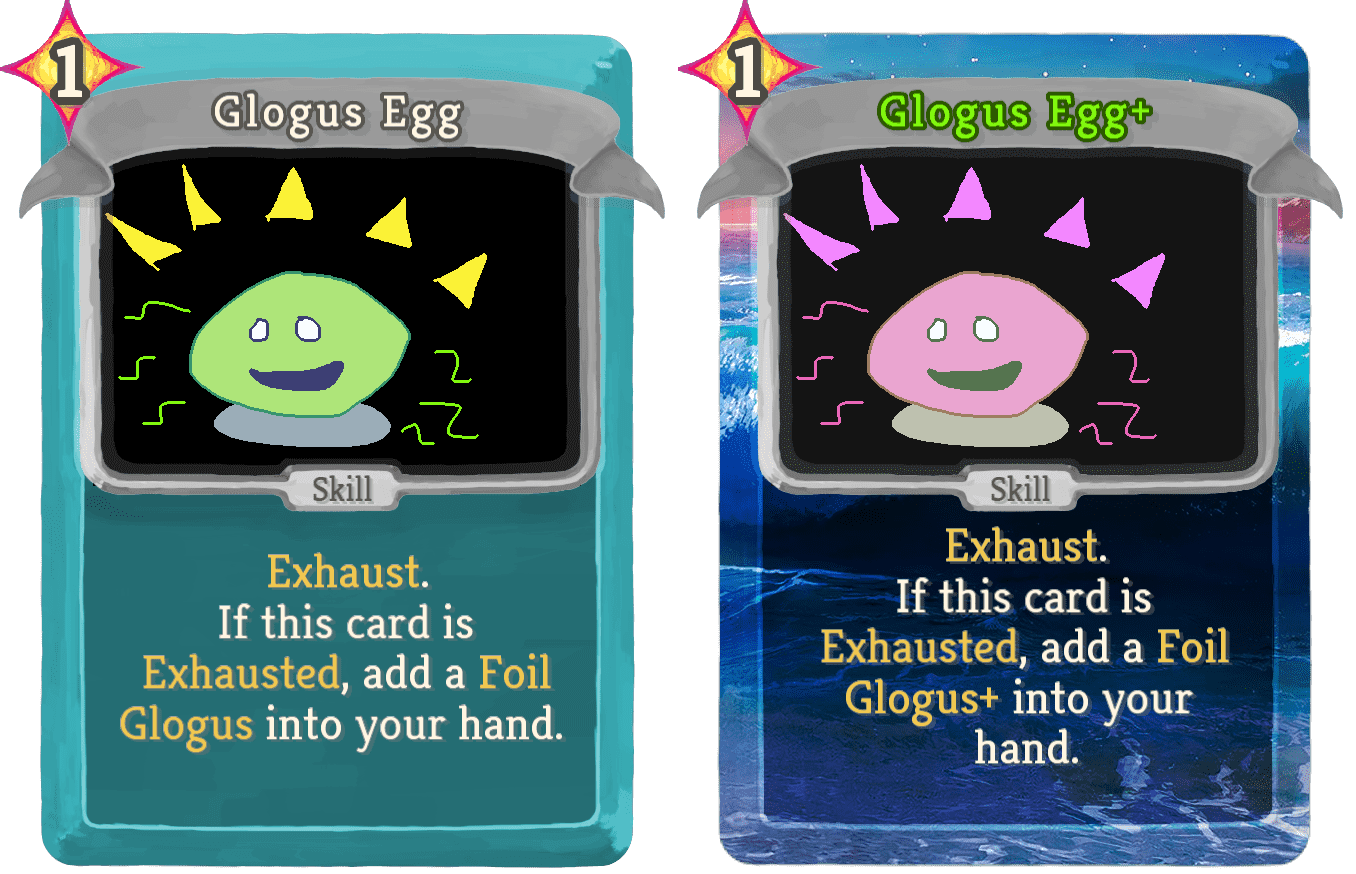 1
Glogus Egg
Skill
Exhaust.
If this card is
Exhausted, add a Foil
Glogus into your hand.
1
Glogus Egg+
Skill
Exhaust.
If this card is
Exhausted, add a Foil
Glogus+ into your
hand.